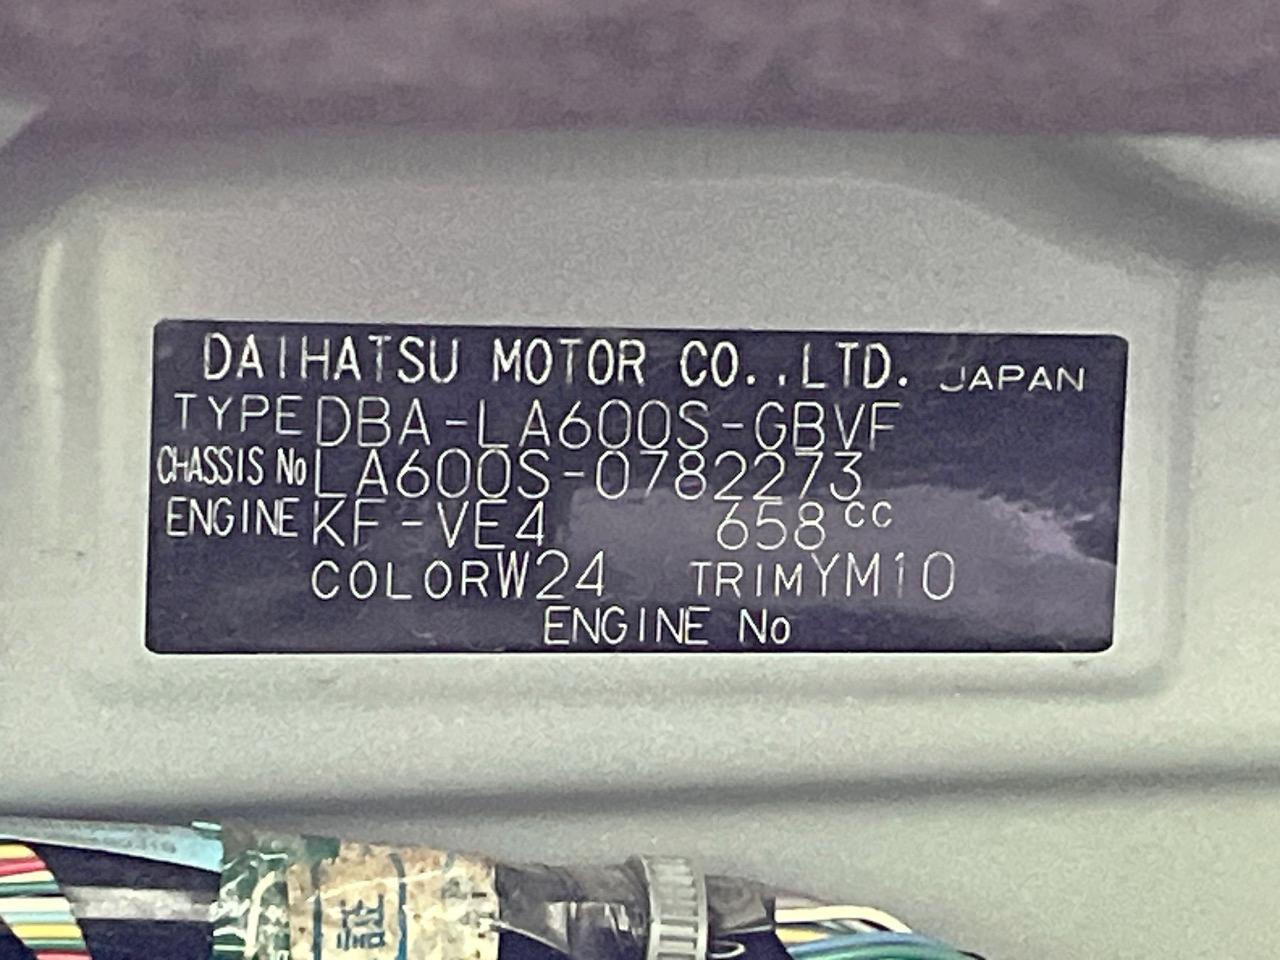 DAIHATSU MOTOR CO.,LTD. JAPAN
TYPE DBA-LA600S-GBVF
CHASSIS No LA600S-0782273
ENGINE KF-VE4 658cc
COLOR W24 TRIM YM10
ENGINE No